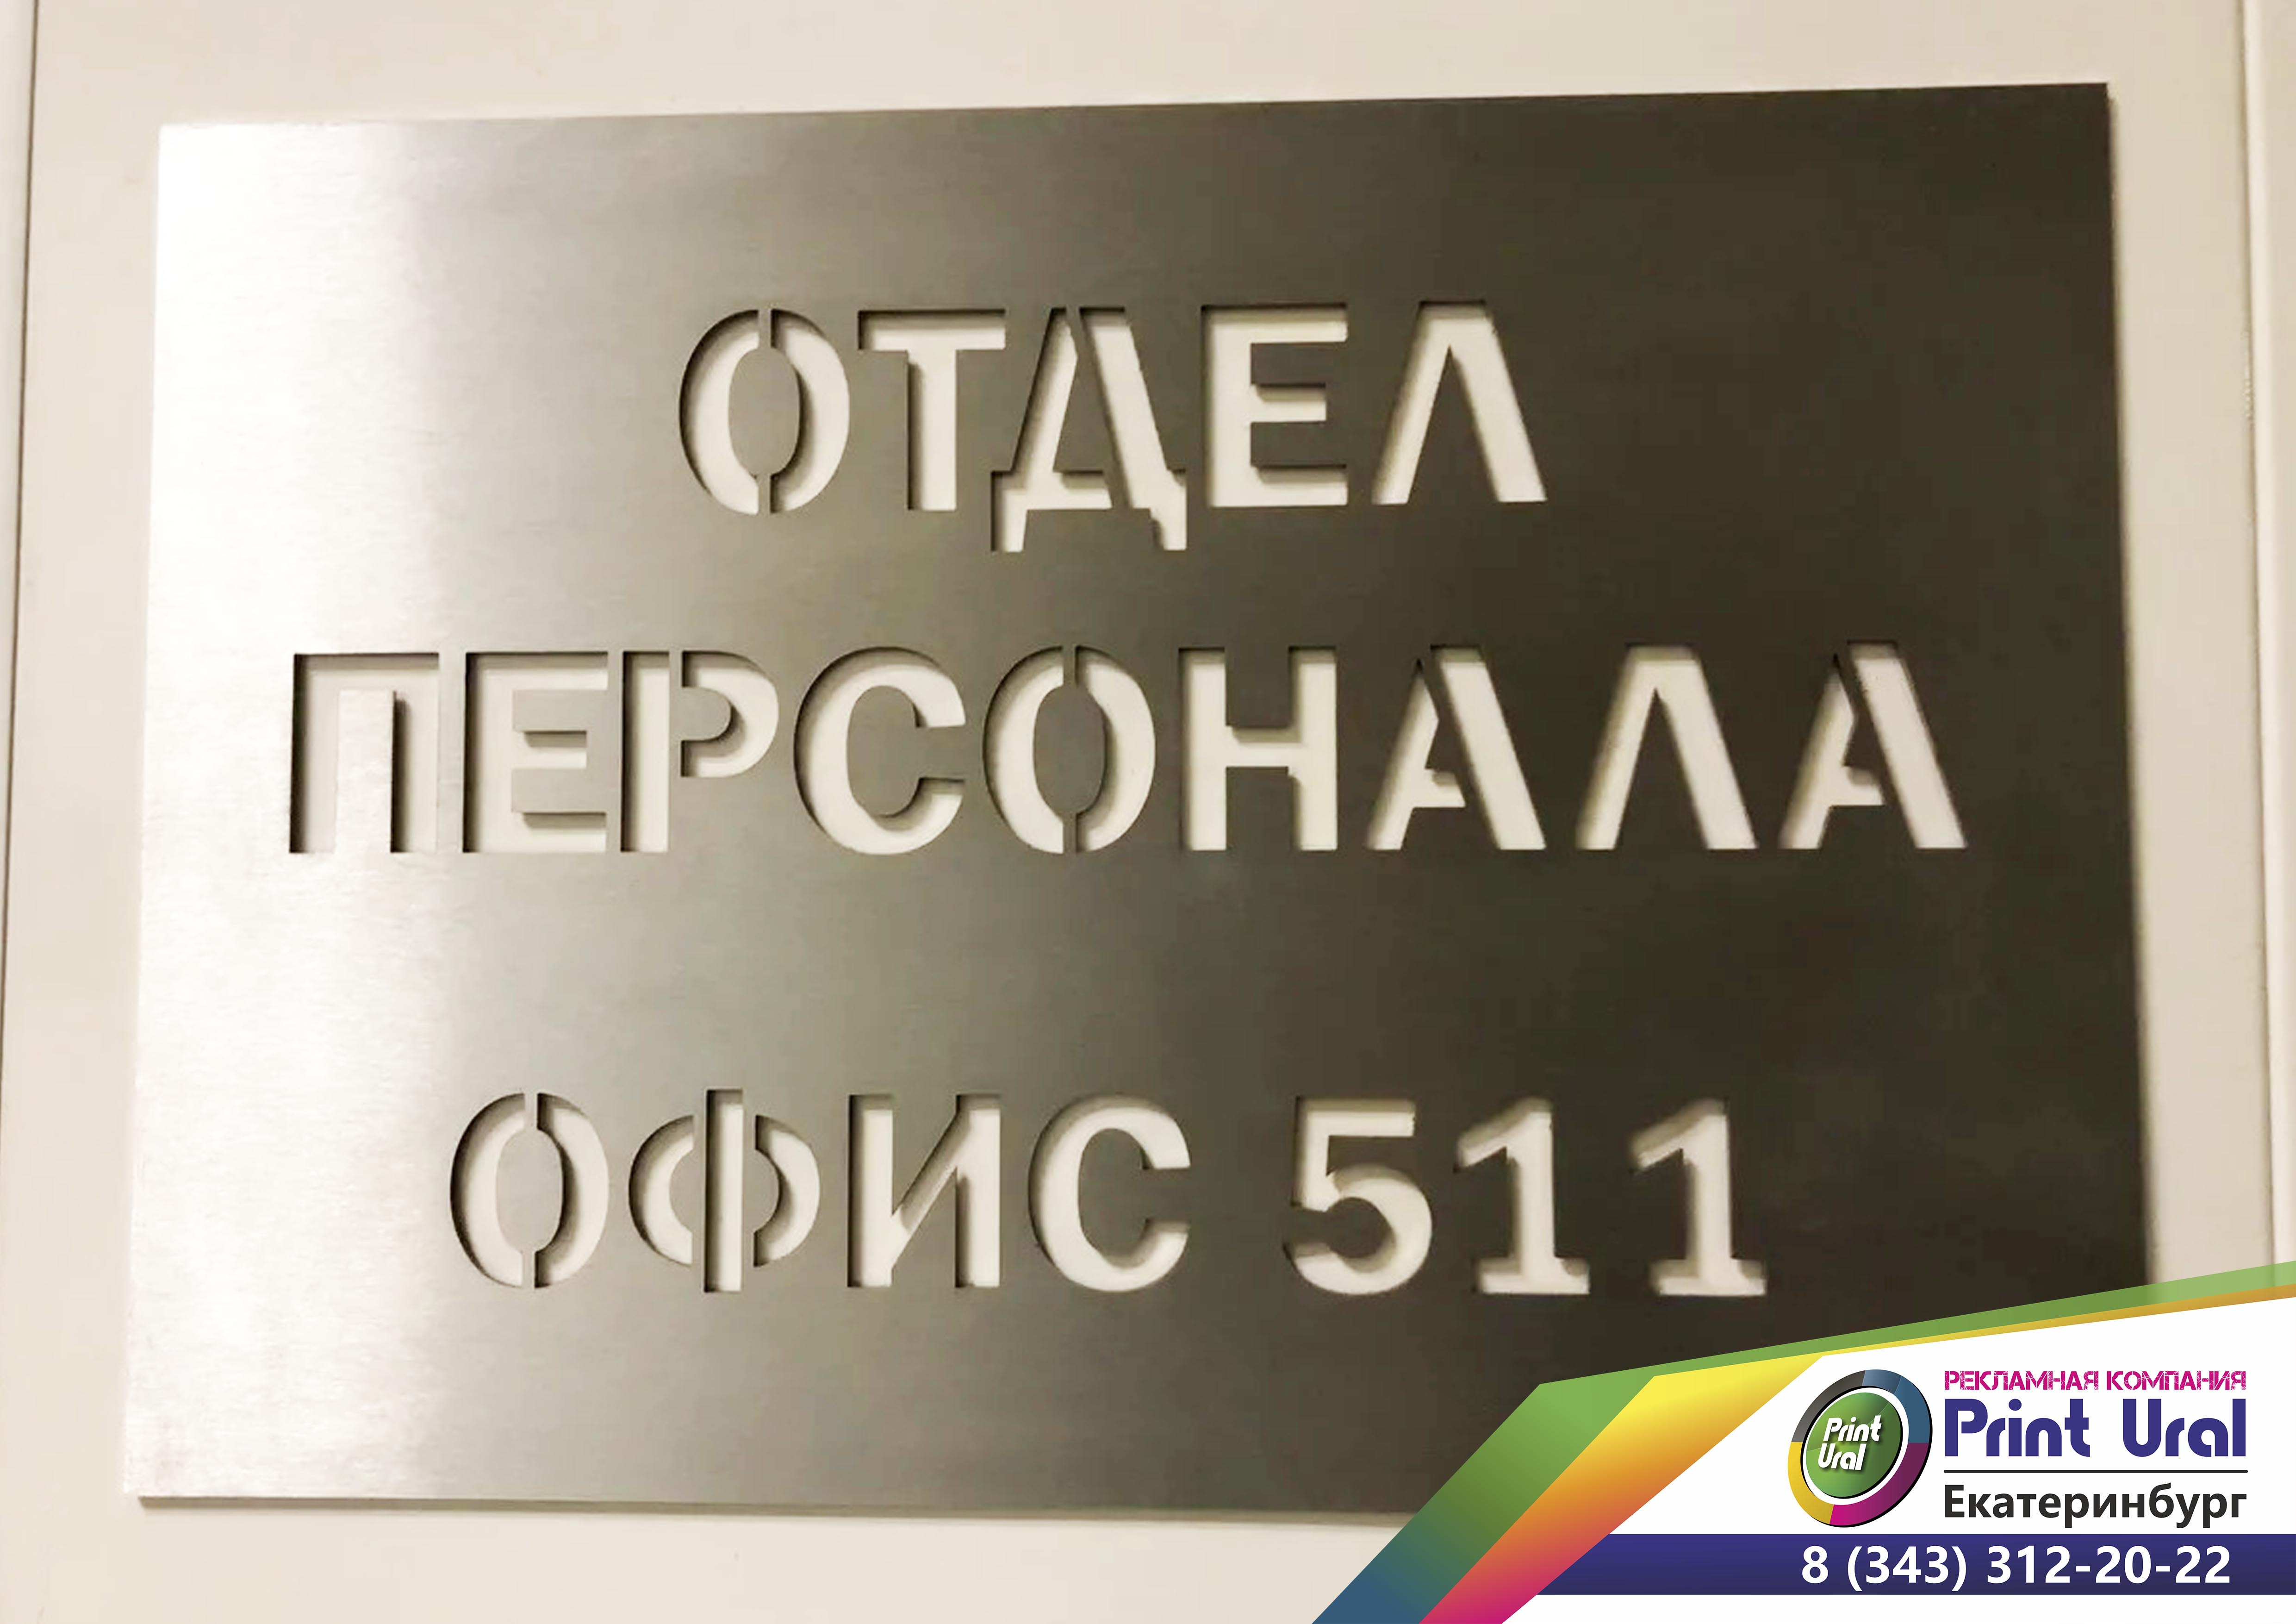 ОТДЕЛ
ПЕРСОНАЛА
ОФИС 511
РЕКЛАМНАЯ КОМПАНИЯ
Print Ural
Print
Ural
Екатеринбург
8 (343) 312-20-22